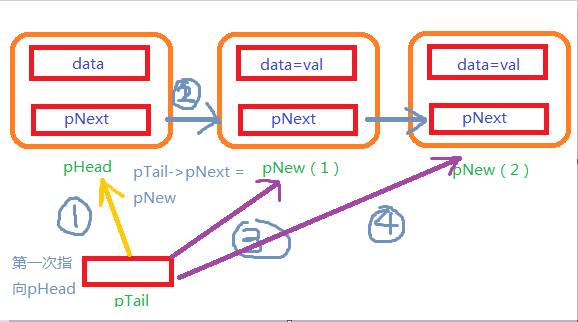 data
data=val
data=val
pNext
②
pNext
pNext
pHead
pTail->pNext =
pNew
pNew（1）
pNew（2）
①
③
④
第一次指
向pHead
pTail